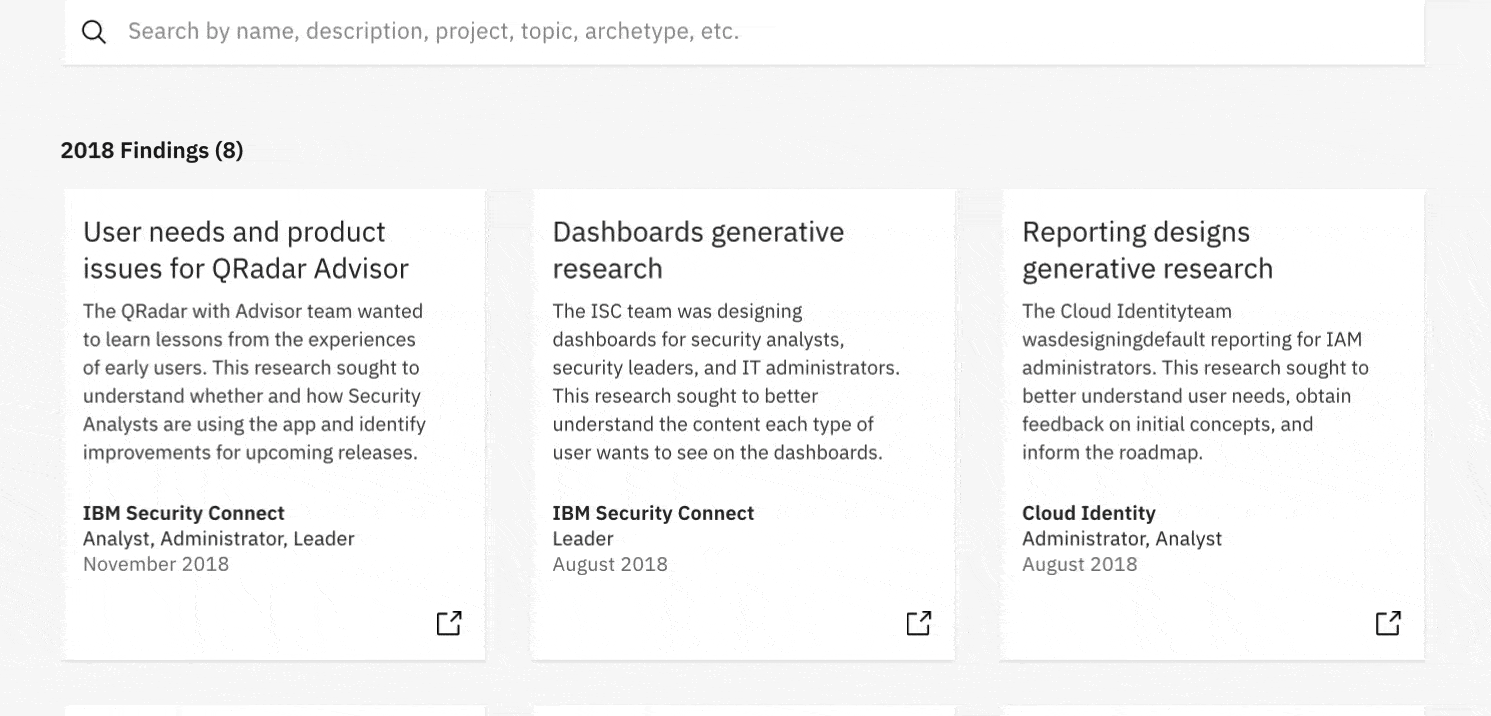 Search by name, description, project, topic, archetype, etc.
2018 Findings (8)
User needs and product
issues for QRadar Advisor
The QRadar with Advisor team wanted
to learn lessons from the experiences
of early users. This research sought to
understand whether and how Security
Analysts are using the app and identify
improvements for upcoming releases.
IBM Security Connect
Analyst, Administrator, Leader
November 2018
Dashboards generative
research
The ISC team was designing
dashboards for security analysts,
security leaders, and IT administrators.
This research sought to better
understand the content each type of
user wants to see on the dashboards.
IBM Security Connect
Leader
August 2018
Reporting designs
generative research
The Cloud Identityteam
wasdesigningdefault reporting for IAM
administrators. This research sought to
better understand user needs, obtain
feedback on initial concepts, and
inform the roadmap.
Cloud Identity
Administrator, Analyst
August 2018